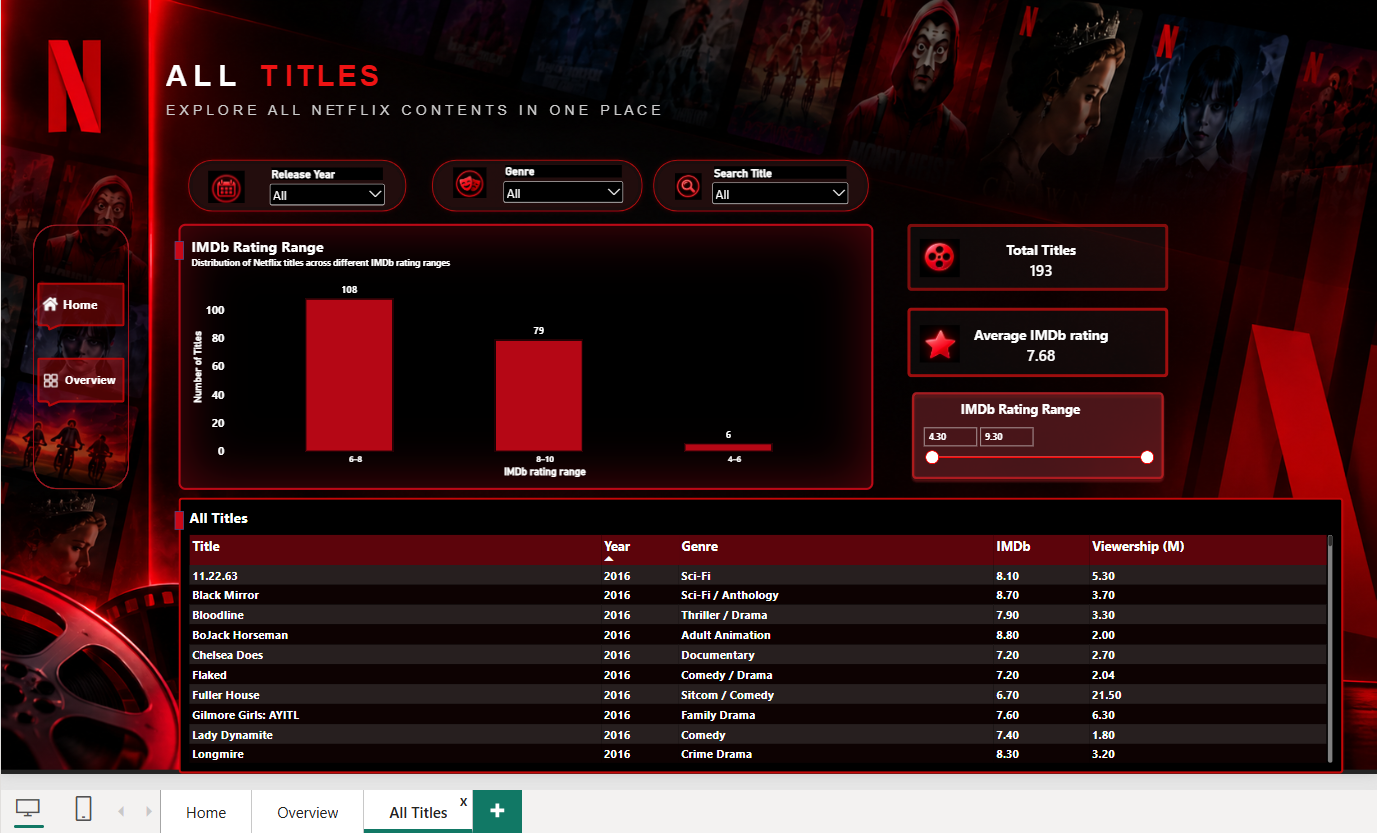 ALL TITLES
EXPLORE ALL NETFLIX CONTENTS IN ONE PLACE
Release Year
All
Genre
All
Search Title
All
Home
Overview
IMDb Rating Range
Distribution of Netflix titles across different IMDb rating ranges
Number of Titles
100
80
60
40
20
0
108
79
6
6–8
8–10
4–6
IMDb rating range
Total Titles
193
Average IMDb rating
7.68
IMDb Rating Range
4.30 9.30
All Titles
Title Year Genre IMDb Viewership (M)
11.22.63 2016 Sci-Fi 8.10 5.30
Black Mirror 2016 Sci-Fi / Anthology 8.70 3.70
Bloodline 2016 Thriller / Drama 7.90 3.30
BoJack Horseman 2016 Adult Animation 8.80 2.00
Chelsea Does 2016 Documentary 7.20 2.70
Flaked 2016 Comedy / Drama 7.20 2.04
Fuller House 2016 Sitcom / Comedy 6.70 21.50
Gilmore Girls: AYITL 2016 Family Drama 7.60 6.30
Lady Dynamite 2016 Comedy 7.40 1.80
Longmire 2016 Crime Drama 8.30 3.20
Home Overview All Titles x +